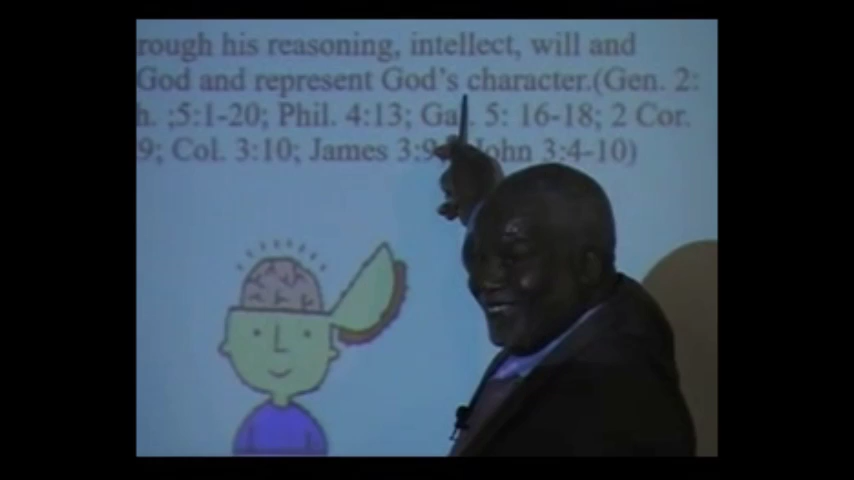 rough his reasoning, intellect, will and
God and represent God's character.(Gen. 2:
h. ;5:1-20; Phil. 4:13; Gal. 5: 16-18; 2 Cor.
9; Col. 3:10; James 3:9; John 3:4-10)